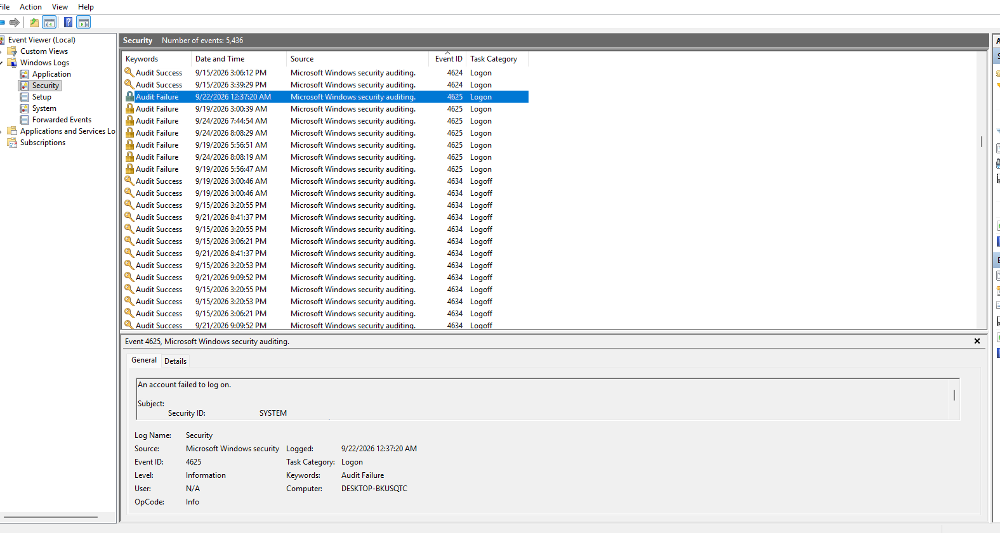 File Action View Help
Event Viewer (Local)
Custom Views
Windows Logs
Application
Security
Setup
System
Forwarded Events
Applications and Services Lo
Subscriptions
Security Number of events: 5,436
Keywords Date and Time Source Event ID Task Category
Audit Success 9/15/2026 3:06:12 PM Microsoft Windows security auditing. 4624 Logon
Audit Success 9/15/2026 3:39:29 PM Microsoft Windows security auditing. 4624 Logon
Audit Failure 9/22/2026 12:37:20 AM Microsoft Windows security auditing. 4625 Logon
Audit Failure 9/19/2026 3:00:39 AM Microsoft Windows security auditing. 4625 Logon
Audit Failure 9/24/2026 7:44:54 AM Microsoft Windows security auditing. 4625 Logon
Audit Failure 9/24/2026 8:08:29 AM Microsoft Windows security auditing. 4625 Logon
Audit Failure 9/19/2026 5:56:51 AM Microsoft Windows security auditing. 4625 Logon
Audit Failure 9/24/2026 8:08:19 AM Microsoft Windows security auditing. 4625 Logon
Audit Failure 9/19/2026 5:56:47 AM Microsoft Windows security auditing. 4625 Logon
Audit Success 9/19/2026 3:00:46 AM Microsoft Windows security auditing. 4634 Logoff
Audit Success 9/19/2026 3:00:46 AM Microsoft Windows security auditing. 4634 Logoff
Audit Success 9/15/2026 3:20:55 PM Microsoft Windows security auditing. 4634 Logoff
Audit Success 9/21/2026 8:41:37 PM Microsoft Windows security auditing. 4634 Logoff
Audit Success 9/15/2026 3:20:55 PM Microsoft Windows security auditing. 4634 Logoff
Audit Success 9/15/2026 3:06:21 PM Microsoft Windows security auditing. 4634 Logoff
Audit Success 9/21/2026 8:41:37 PM Microsoft Windows security auditing. 4634 Logoff
Audit Success 9/15/2026 3:20:53 PM Microsoft Windows security auditing. 4634 Logoff
Audit Success 9/21/2026 9:09:52 PM Microsoft Windows security auditing. 4634 Logoff
Audit Success 9/15/2026 3:20:55 PM Microsoft Windows security auditing. 4634 Logoff
Audit Success 9/15/2026 3:20:53 PM Microsoft Windows security auditing. 4634 Logoff
Audit Success 9/15/2026 3:06:21 PM Microsoft Windows security auditing. 4634 Logoff
Audit Success 9/21/2026 9:09:52 PM Microsoft Windows security auditing. 4634 Logoff
Event 4625, Microsoft Windows security auditing.
General Details
An account failed to log on.
Subject:
Security ID: SYSTEM
Log Name: Security
Source: Microsoft Windows security Logged: 9/22/2026 12:37:20 AM
Event ID: 4625 Task Category: Logon
Level: Information Keywords: Audit Failure
User: N/A Computer: DESKTOP-BKUSQTC
OpCode: Info